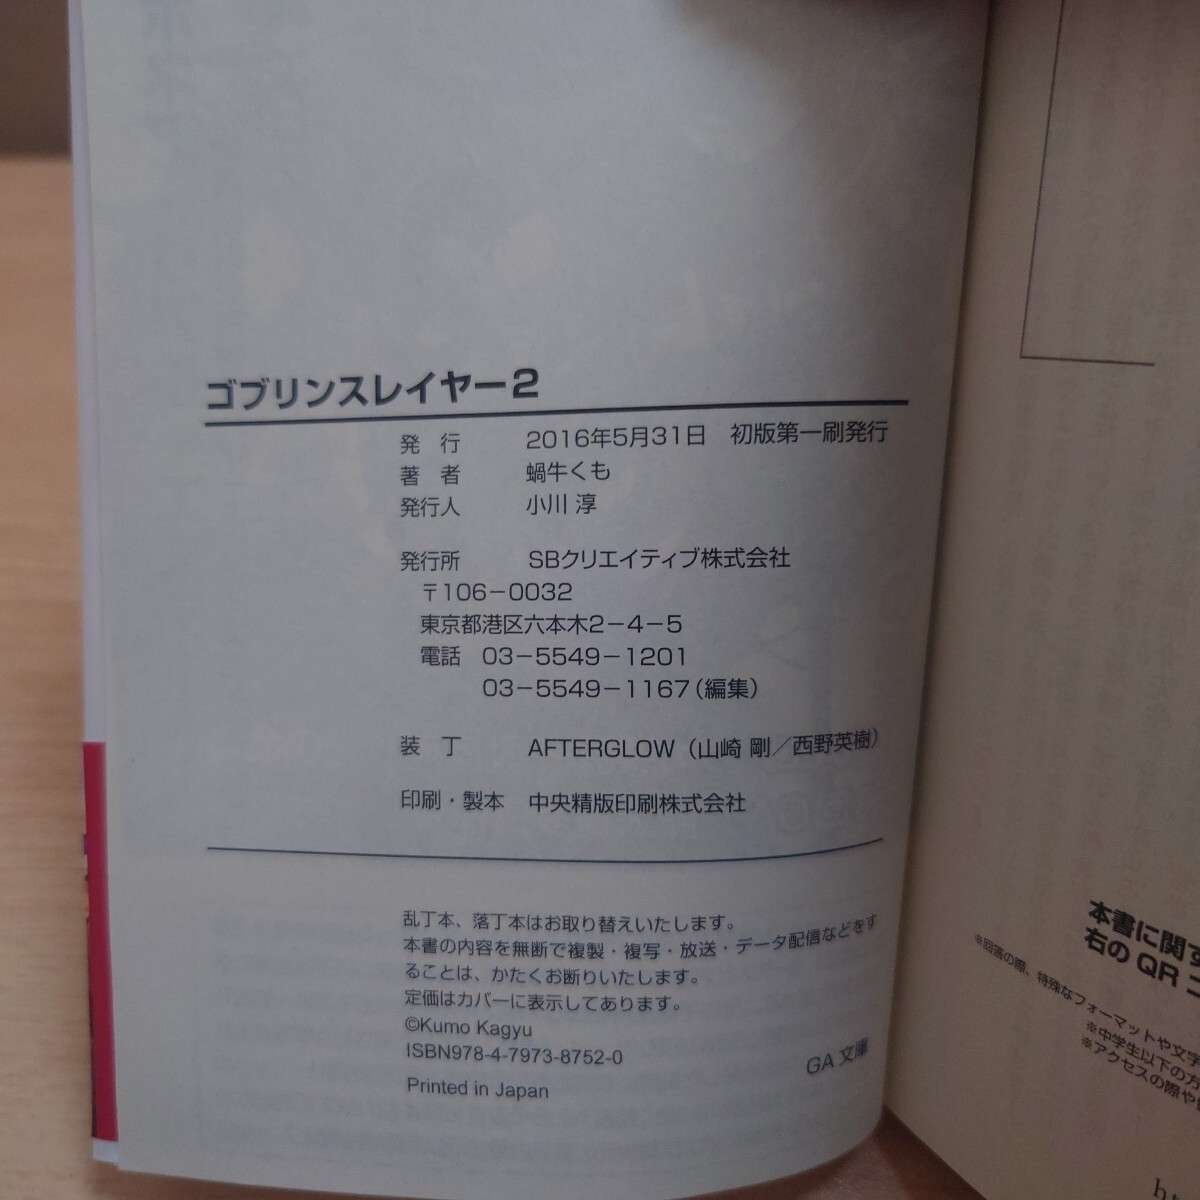 ゴブリンスレイヤー2
発 行 2016年5月31日 初版第一刷発行
著 者 蝸牛くも
発行人 小川 淳
発行所 SBクリエイティブ株式会社
〒106－0032
東京都港区六本木2－4－5
電話 03－5549－1201
03－5549－1167（編集）
装 丁 AFTERGLOW（山崎 剛／西野英樹）
印刷・製本 中央精版印刷株式会社
乱丁本、落丁本はお取り替えいたします。
本書の内容を無断で複製・複写・放送・データ配信などをす
ることは、かたくお断りいたします。
定価はカバーに表示してあります。
©Kumo Kagyu
ISBN978-4-7973-8752-0
Printed in Japan
GA 文庫
本書に関す
右の QR コ
※回答の際、特殊なフォーマットや文字
※中学生以下の方
※アクセスの際や